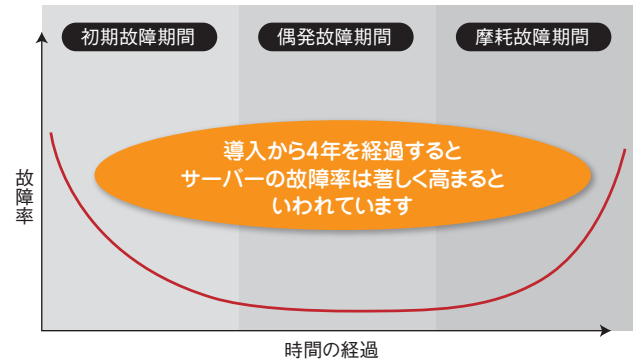 初期故障期間
偶発故障期間
摩耗故障期間
導入から4年を経過すると
サーバーの故障率は著しく高まると
いわれています
故障率
時間の経過